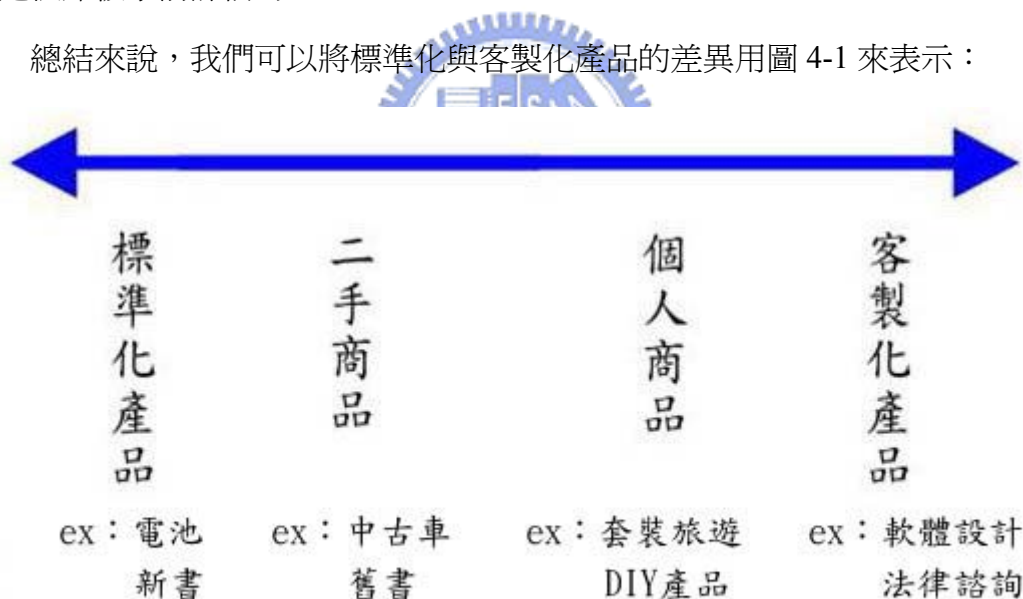 總結來說，我們可以將標準化與客製化產品的差異用圖 4-1 來表示：
標準化產品
二手商品
個人商品
客製化產品
ex：電池
新書
ex：中古車
舊書
ex：套裝旅遊
DIY產品
ex：軟體設計
法律諮詢